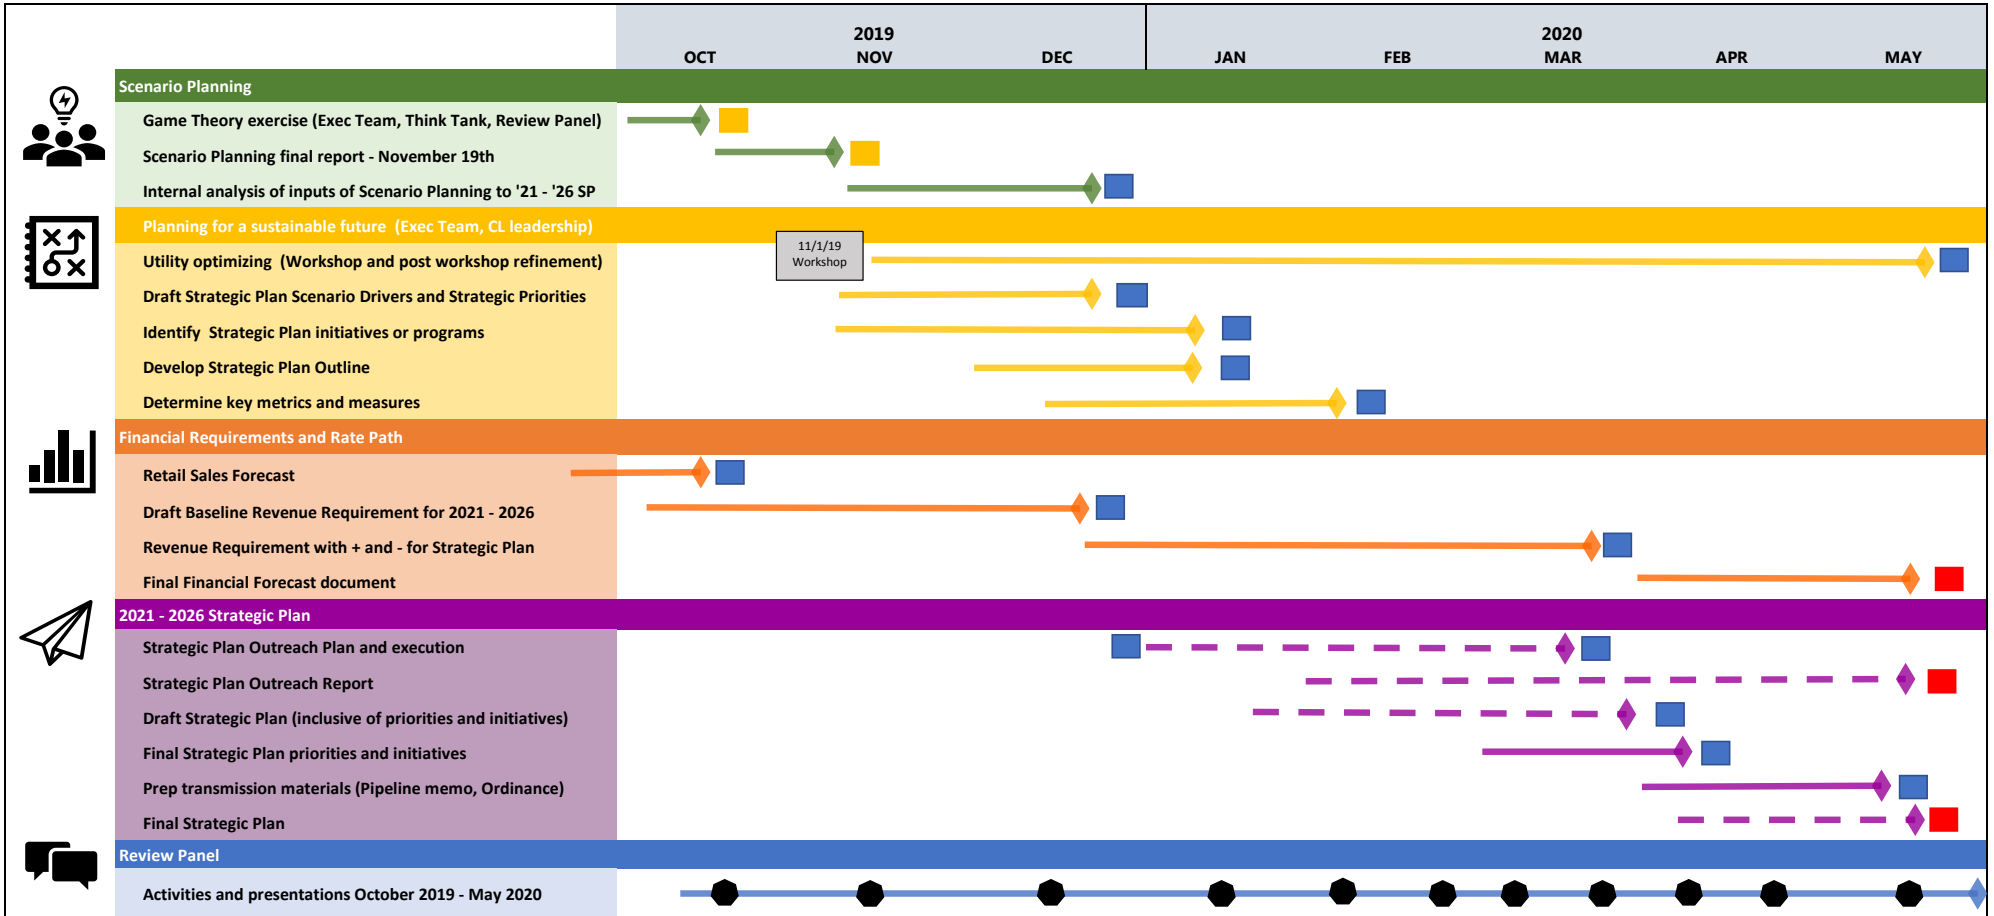 2019
2020
OCT NOV DEC JAN FEB MAR APR MAY
Scenario Planning
Game Theory exercise (Exec Team, Think Tank, Review Panel)
Scenario Planning final report - November 19th
Internal analysis of inputs of Scenario Planning to '21 - '26 SP
Planning for a sustainable future  (Exec Team, CL leadership)
11/1/19
Workshop
Utility optimizing  (Workshop and post workshop refinement)
Draft Strategic Plan Scenario Drivers and Strategic Priorities
Identify  Strategic Plan initiatives or programs
Develop Strategic Plan Outline
Determine key metrics and measures
Financial Requirements and Rate Path
Retail Sales Forecast
Draft Baseline Revenue Requirement for 2021 - 2026
Revenue Requirement with + and - for Strategic Plan
Final Financial Forecast document
2021 - 2026 Strategic Plan
Strategic Plan Outreach Plan and execution
Strategic Plan Outreach Report
Draft Strategic Plan (inclusive of priorities and initiatives)
Final Strategic Plan priorities and initiatives
Prep transmission materials (Pipeline memo, Ordinance)
Final Strategic Plan
Review Panel
Activities and presentations October 2019 - May 2020